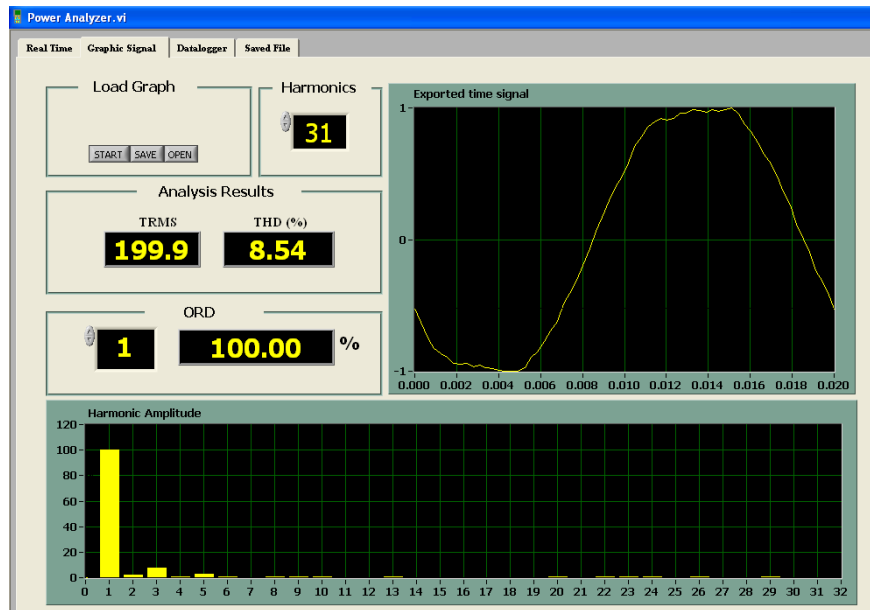 Power Analyzer.vi
Real Time Graphic Signal Datalogger Saved File
Load Graph
START SAVE OPEN
Harmonics
31
Analysis Results
TRMS THD (%)
199.9 8.54
ORD
1 100.00 %
Exported time signal
1
0
-1
0.000 0.002 0.004 0.006 0.008 0.010 0.012 0.014 0.016 0.018 0.020
Harmonic Amplitude
120
100
80
60
40
20
0
0 1 2 3 4 5 6 7 8 9 10 11 12 13 14 15 16 17 18 19 20 21 22 23 24 25 26 27 28 29 30 31 32